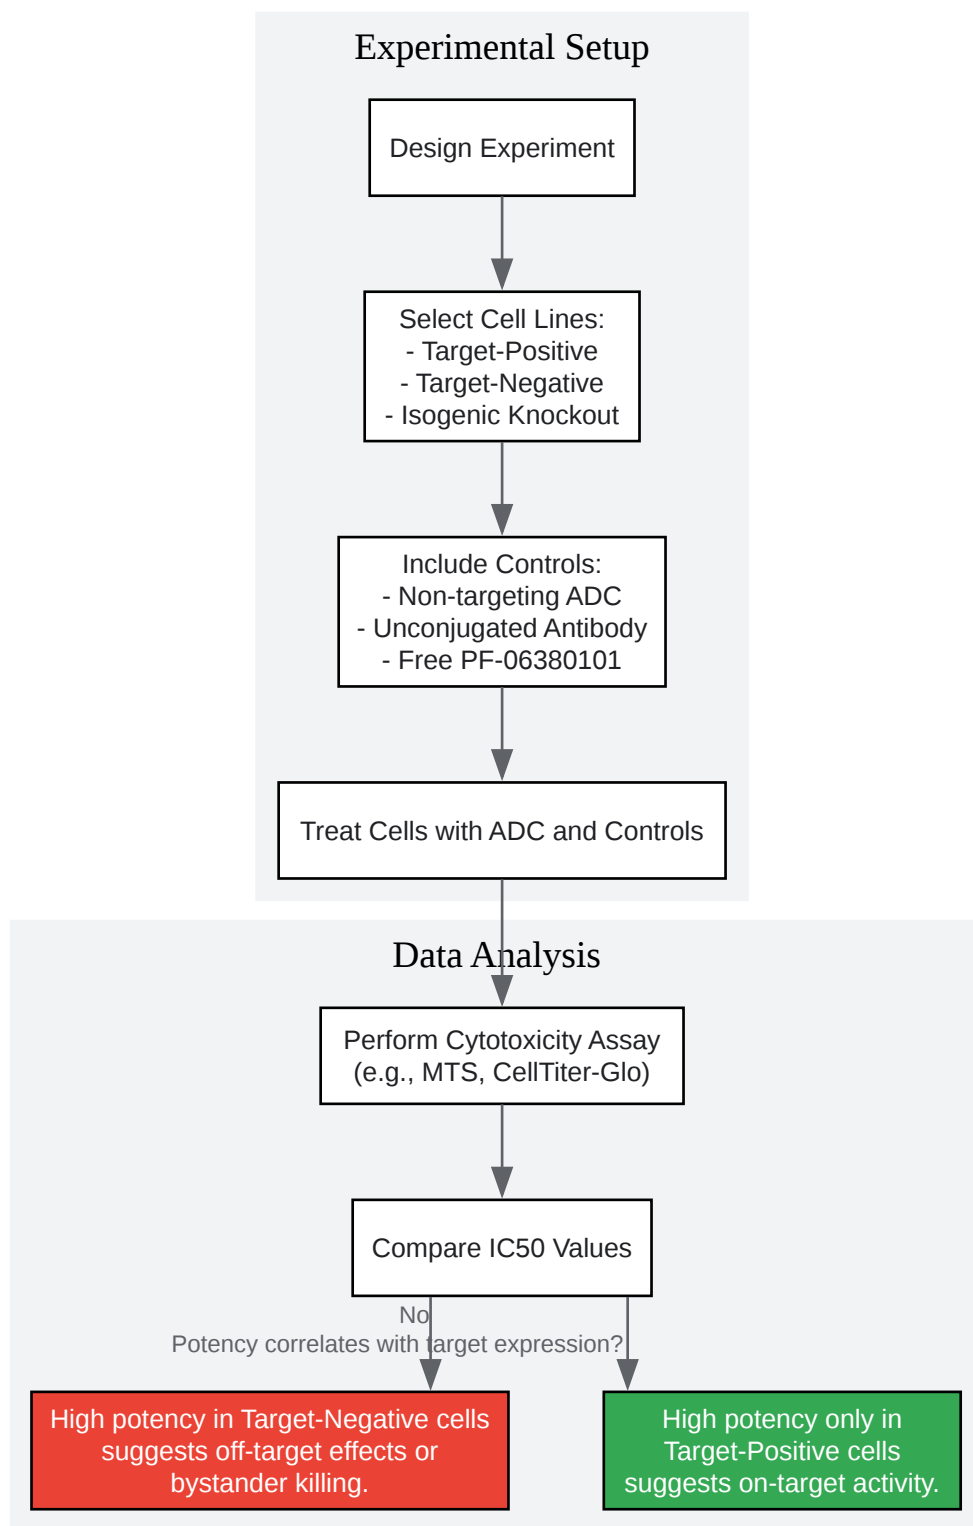 Experimental Setup
Design Experiment
Select Cell Lines:
- Target-Positive
- Target-Negative
- Isogenic Knockout
Include Controls:
- Non-targeting ADC
- Unconjugated Antibody
- Free PF-06380101
Treat Cells with ADC and Controls
Data Analysis
Perform Cytotoxicity Assay
(e.g., MTS, CellTiter-Glo)
Compare IC50 Values
No
Potency correlates with target expression?
High potency in Target-Negative cells
suggests off-target effects or
bystander killing.
High potency only in
Target-Positive cells
suggests on-target activity.